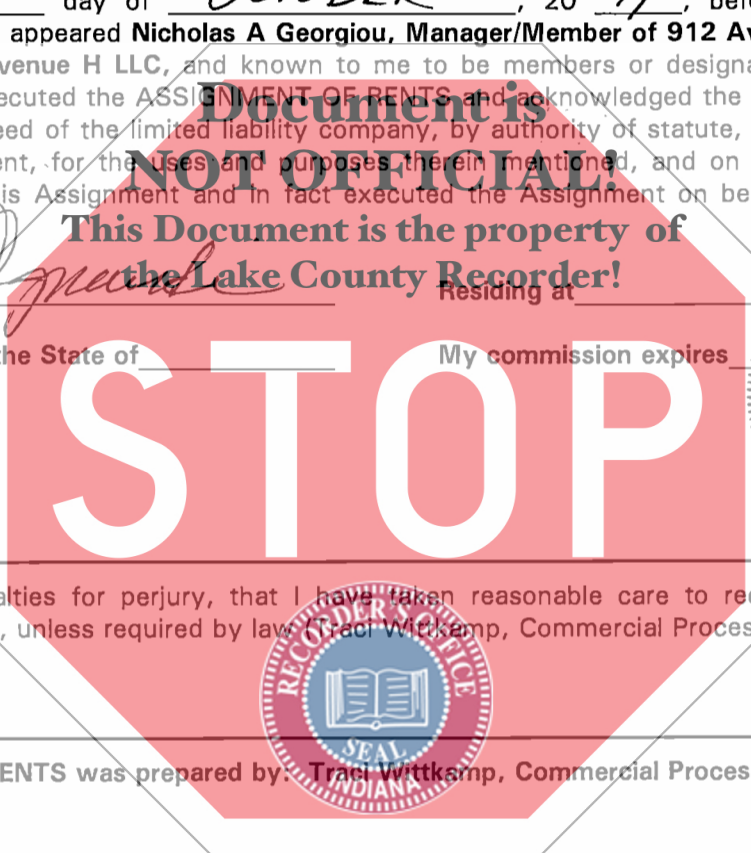 day of OCTOBER, 20 , bef
appeared Nicholas A Georgiou, Manager/Member of 912 Av
venue H LLC, and known to me to be members or designa
ecuted the ASSIGNMENT OF RENTS and acknowledged the
eed of the limited liability company, by authority of statute,
ent, for the uses and purposes therein mentioned, and on
is Assignment and in fact executed the Assignment on be
Document is
NOT OFFICIAL!
This Document is the property of
the Lake County Recorder!
Residing at
he State of
My commission expires
STOP
alties for perjury, that I have taken reasonable care to re
, unless required by law (Traci Wittkamp, Commercial Proces
RECORDER'S OFFICE
SEAL
INDIANA
ENTS was prepared by: Traci Wittkamp, Commercial Proces